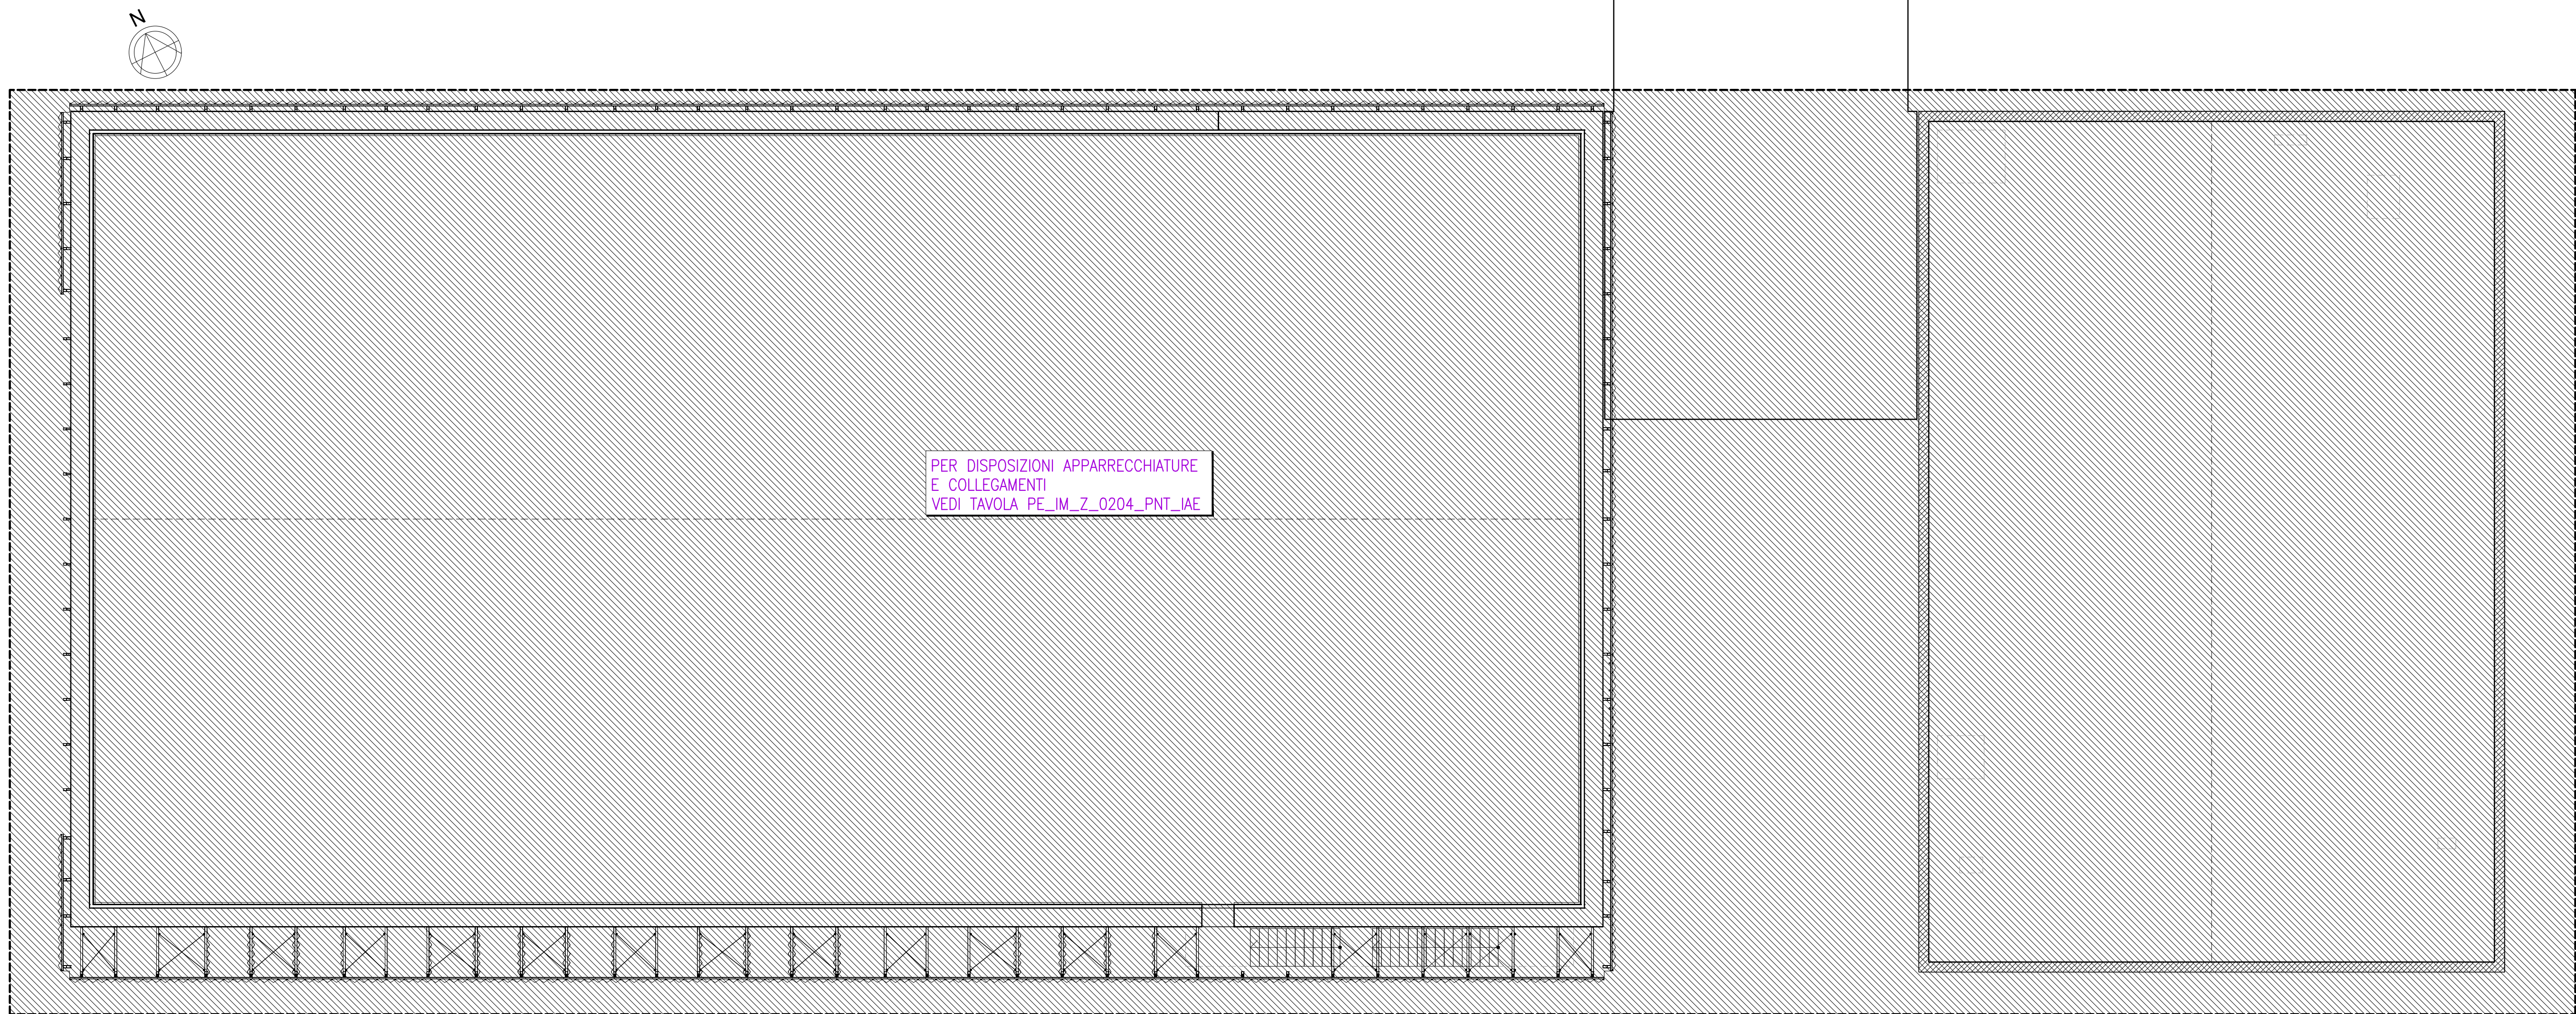 N
PER DISPOSIZIONI APPARRECCHIATURE
E COLLEGAMENTI
VEDI TAVOLA PE_IM_Z_0204_PNT_IAE